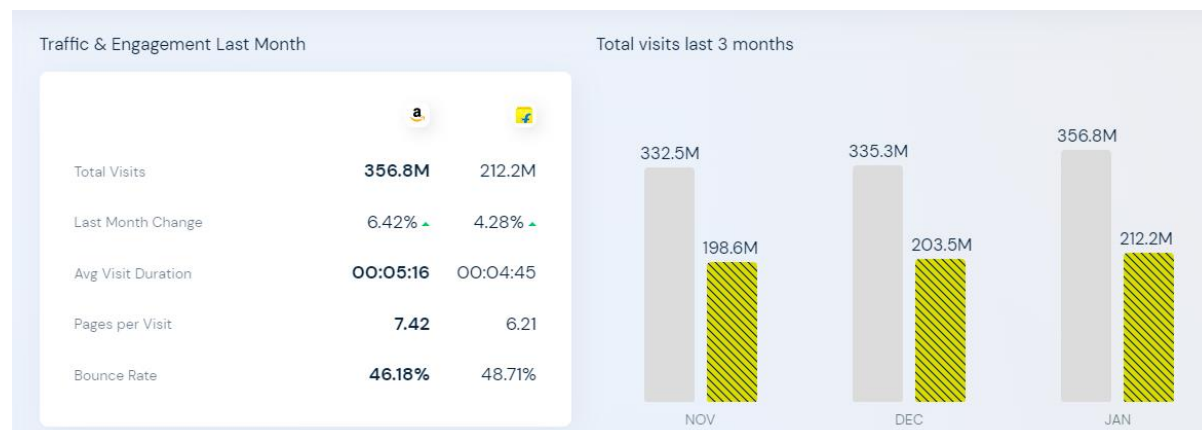 Traffic & Engagement Last Month
a
f
Total Visits 356.8M 212.2M
Last Month Change 6.42% 4.28%
Avg Visit Duration 00:05:16 00:04:45
Pages per Visit 7.42 6.21
Bounce Rate 46.18% 48.71%
Total visits last 3 months
332.5M
198.6M
335.3M
203.5M
356.8M
212.2M
NOV DEC JAN